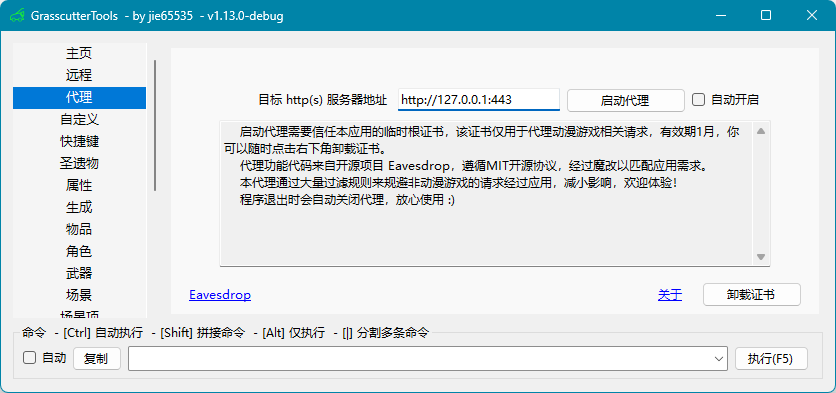 GrasscutterTools - by jie65535 - v1.13.0-debug
主页
远程
代理
自定义
快捷键
圣遗物
属性
生成
物品
角色
武器
场景
场景项
目标 http(s) 服务器地址 http://127.0.0.1:443 启动代理 自动开启
启动代理需要信任本应用的临时根证书，该证书仅用于代理动漫游戏相关请求，有效期1月，你
可以随时点击右下角卸载证书。
代理功能代码来自开源项目 Eavesdrop，遵循MIT开源协议，经过魔改以匹配应用需求。
本代理通过大量过滤规则来规避非动漫游戏的请求经过应用，减小影响，欢迎体验！
程序退出时会自动关闭代理，放心使用 :)
Eavesdrop 关于 卸载证书
命令 - [Ctrl] 自动执行 - [Shift] 拼接命令 - [Alt] 仅执行 - [|] 分割多条命令
自动 复制 执行(F5)